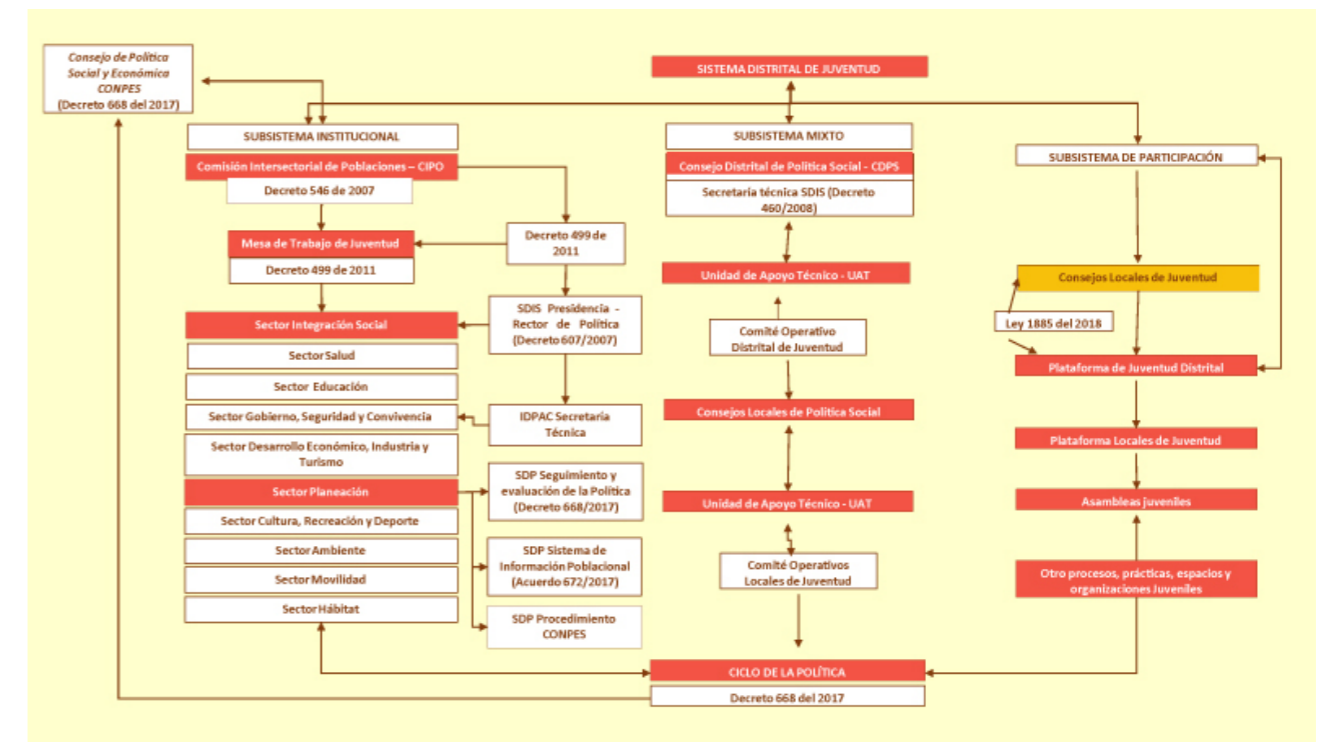 Consejo de Política
Social y Económica
CONPES
(Decreto 668 del 2017)
SISTEMA DISTRITAL DE JUVENTUD
SUBSISTEMA INSTITUCIONAL
Comisión Intersectorial de Poblaciones – CIPO
Decreto 546 de 2007
Mesa de Trabajo de Juventud
Decreto 499 de 2011
Sector Integración Social
Sector Salud
Sector Educación
Sector Gobierno, Seguridad y Convivencia
Sector Desarrollo Económico, Industria y
Turismo
Sector Planeación
Sector Cultura, Recreación y Deporte
Sector Ambiente
Sector Movilidad
Sector Hábitat
Decreto 499 de
2011
SDIS Presidencia -
Rector de Política
(Decreto 607/2007)
IDPAC Secretaría
Técnica
SDP Seguimiento y
evaluación de la Política
(Decreto 668/2017)
SDP Sistema de
Información Poblacional
(Acuerdo 672/2017)
SDP Procedimiento
CONPES
SUBSISTEMA MIXTO
Consejo Distrital de Política Social - CDPS
Secretaría técnica SDIS (Decreto
460/2008)
Unidad de Apoyo Técnico - UAT
Comité Operativo
Distrital de Juventud
Consejos Locales de Política Social
Unidad de Apoyo Técnico - UAT
Comité Operativos
Locales de Juventud
CICLO DE LA POLÍTICA
Decreto 668 del 2017
SUBSISTEMA DE PARTICIPACIÓN
Consejos Locales de Juventud
Ley 1885 del 2018
Plataforma de Juventud Distrital
Plataforma Locales de Juventud
Asambleas juveniles
Otro procesos, prácticas, espacios y
organizaciones Juveniles